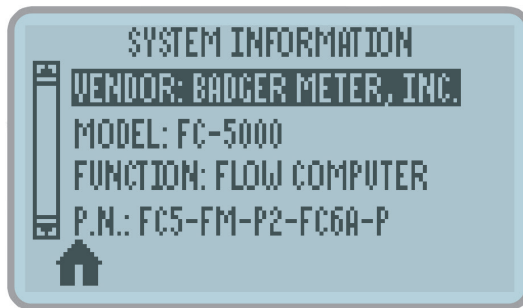 SYSTEM INFORMATION
VENDOR: BADGER METER, INC.
MODEL: FC-5000
FUNCTION: FLOW COMPUTER
P.N.: FC5-FM-P2-FC6A-P